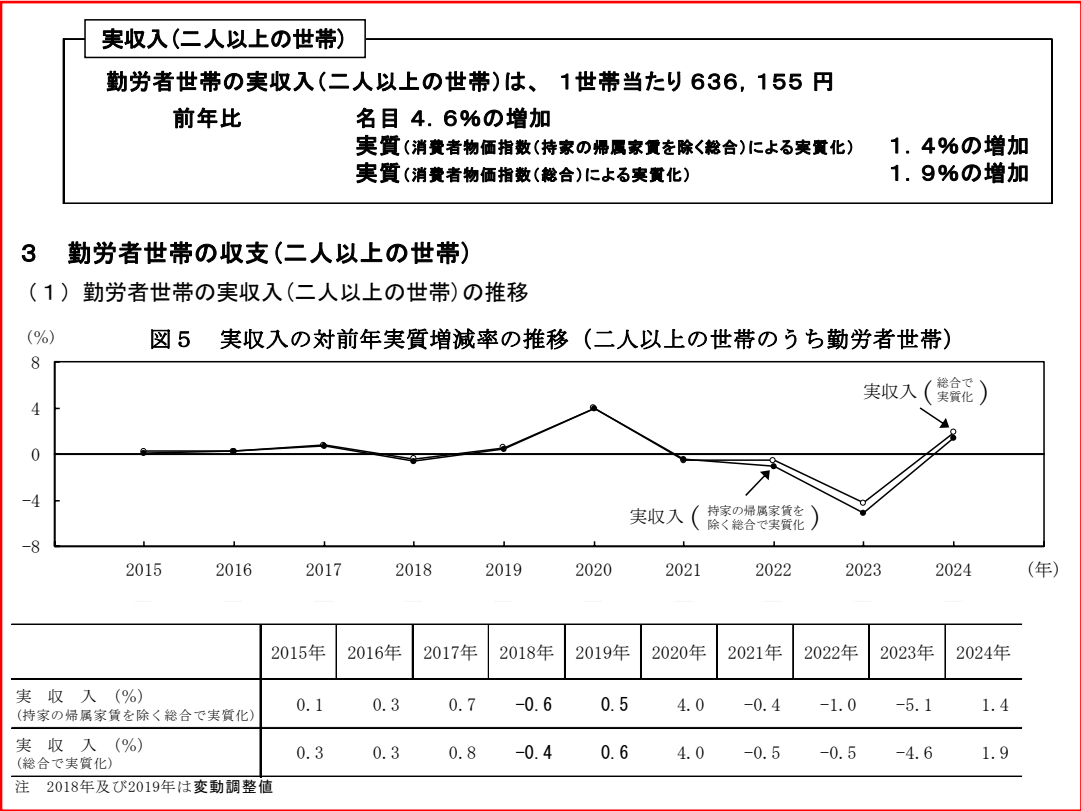 実収入(二人以上の世帯)
勤労者世帯の実収入(二人以上の世帯)は、 1世帯当たり 636,155 円
前年比 名目 4.6%の増加
実質(消費者物価指数(持家の帰属家賃を除く総合)による実質化) 1.4%の増加
実質(消費者物価指数(総合)による実質化) 1.9%の増加
3 勤労者世帯の収支(二人以上の世帯)
(1) 勤労者世帯の実収入(二人以上の世帯)の推移
(%) 図5 実収入の対前年実質増減率の推移(二人以上の世帯のうち勤労者世帯)
8
4
0
-4
-8
実収入(総合で
実質化)
実収入(持家の帰属家賃を
除く総合で実質化)
2015 2016 2017 2018 2019 2020 2021 2022 2023 2024 (年)
2015年 2016年 2017年 2018年 2019年 2020年 2021年 2022年 2023年 2024年
実 収 入 (%)
(持家の帰属家賃を除く総合で実質化) 0.1 0.3 0.7 -0.6 0.5 4.0 -0.4 -1.0 -5.1 1.4
実 収 入 (%)
(総合で実質化) 0.3 0.3 0.8 -0.4 0.6 4.0 -0.5 -0.5 -4.6 1.9
注 2018年及び2019年は変動調整値